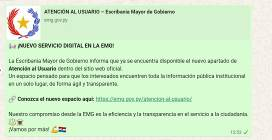 ATENCIÓN AL USUARIO – Escribanía Mayor de Gobierno
emg.gov.py
📢 ¡NUEVO SERVICIO DIGITAL EN LA EMG!
La Escribanía Mayor de Gobierno informa que ya se encuentra disponible el nuevo apartado de
Atención al Usuario dentro del sitio web oficial.
Un espacio pensado para que los interesados encuentren toda la información pública institucional
en un solo lugar, de forma ágil y transparente.
🔗 Conozca el nuevo espacio aquí: https://emg.gov.py/atencion-al-usuario/
Nuestro compromiso desde la EMG es la eficiencia y la transparencia en el servicio a la ciudadanía.
¡Vamos por más! 💪🇵🇾
13:52